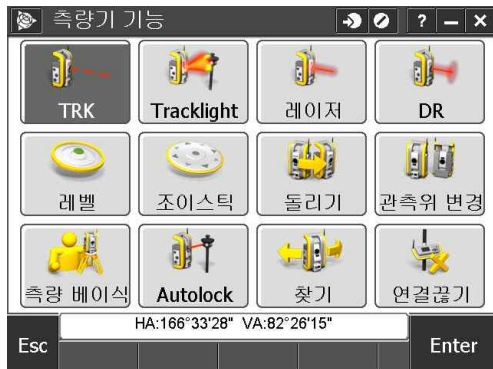 측량기 기능
? – ×
TRK Tracklight 레이저 DR
레벨 조이스틱 돌리기 관측위 변경
측량 베이식 Autolock 찾기 연결끊기
HA:166°33'28" VA:82°26'15"
Esc Enter